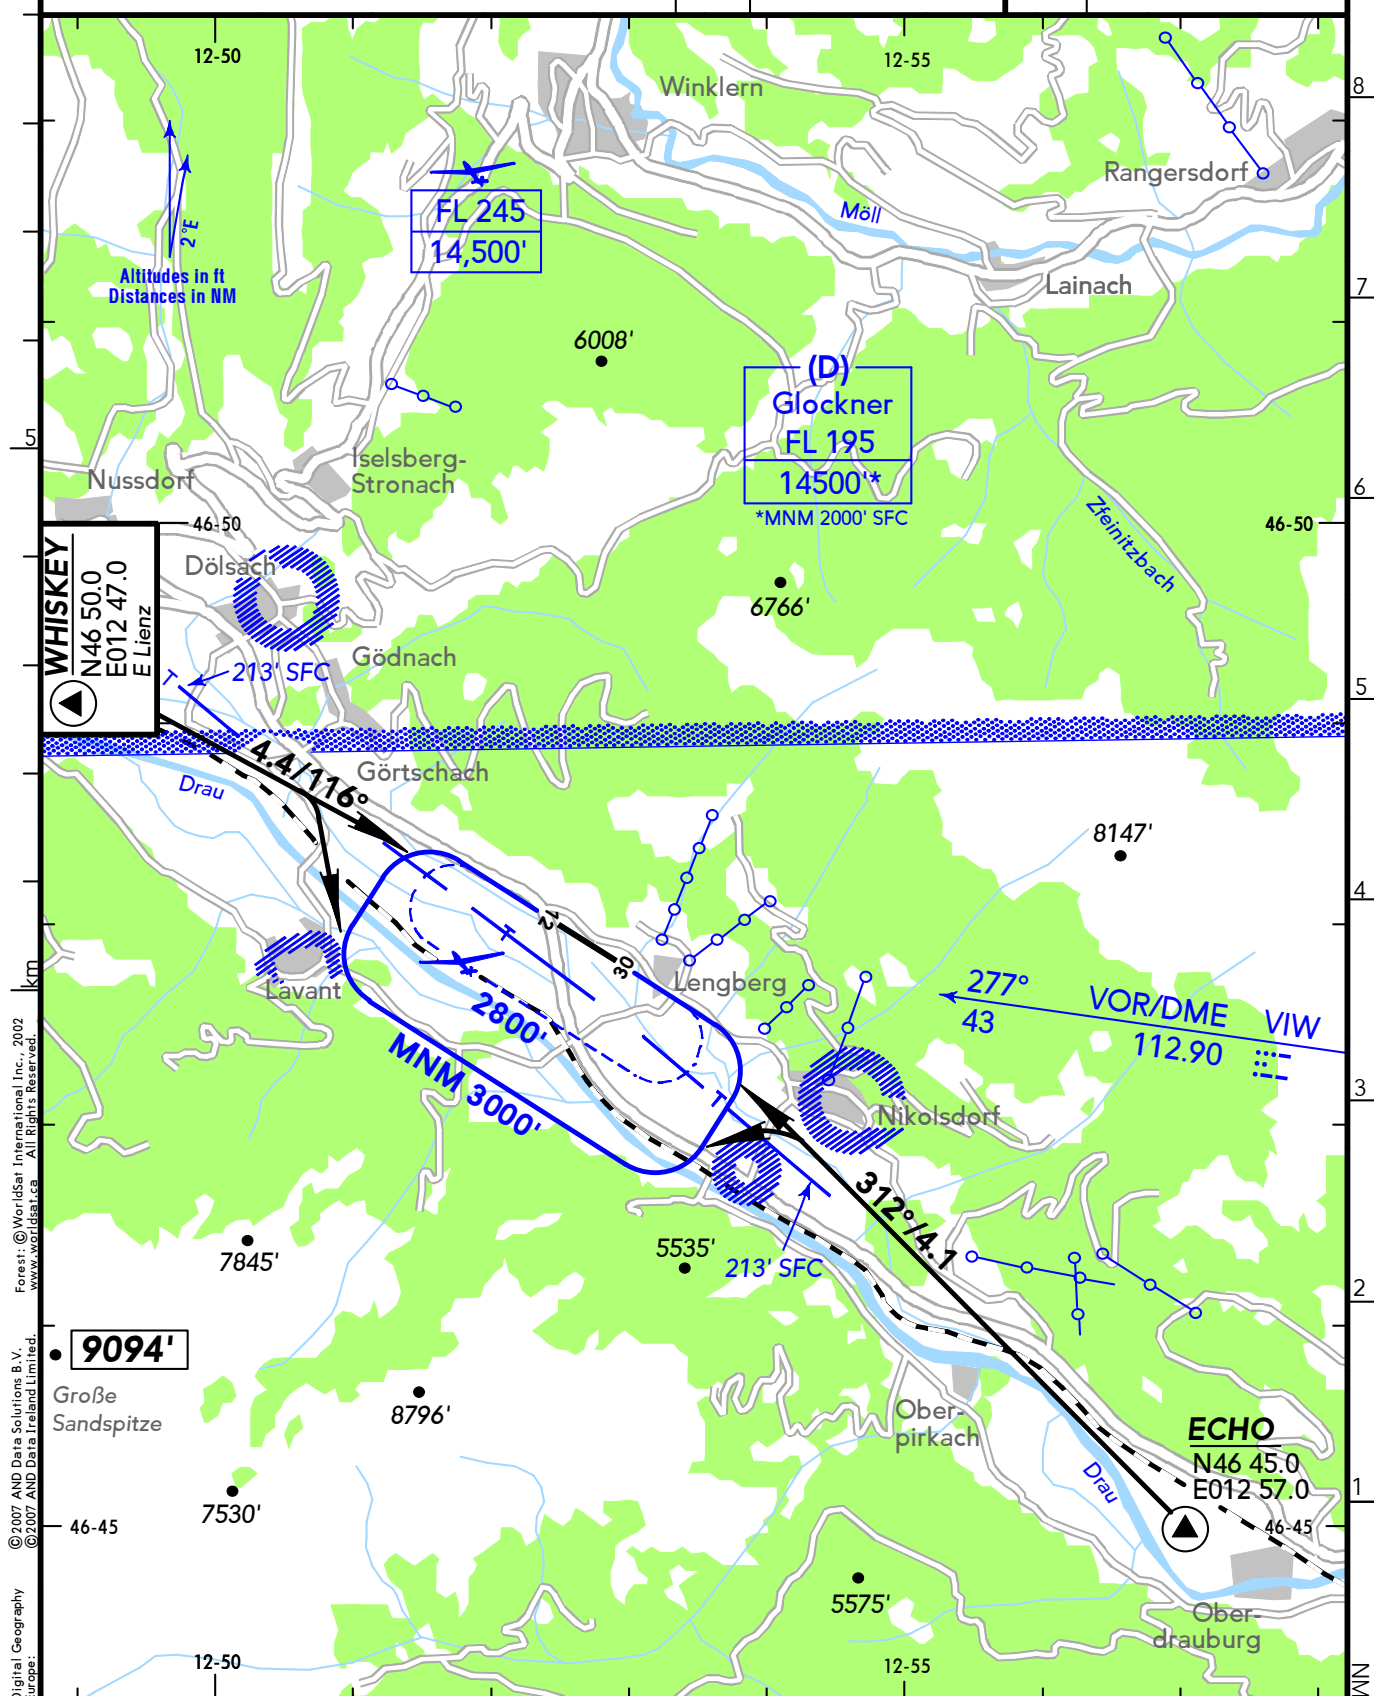 12-50
12-55
8
Winklern
Rangersdorf
FL 245
14,500'
Möll
2°E
Altitudes in ft
Distances in NM
Lainach
7
6008'
(D)
Glockner
FL 195
14500'*
*MNM 2000' SFC
5
Iselsberg-
Stronach
Nussdorf
6
46-50
46-50
Zfeinitzbach
WHISKEY
N46 50.0
E012 47.0
E Lienz
Dölsach
6766'
Gödnach
213' SFC
5
4.4/116°
Görtschach
Drau
8147'
4
12
30
km
Lavant
Lengberg
2800'
MNM 3000'
277°
43
VOR/DME
112.90
VIW
3
Nikolsdorf
312°/4.1
213' SFC
7845'
5535'
2
9094'
Große
Sandspitze
8796'
Ober-
pirkach
ECHO
N46 45.0
E012 57.0
7530'
Drau
1
46-45
46-45
5575'
Ober-
drauburg
12-50
12-55
NM
Forest: ©WorldSat International Inc., 2002
www.worldsat.ca All Rights Reserved.
©2007 AND Data Solutions B.V.
©2007 AND Data Ireland Limited.
Digital Geography
Europe: